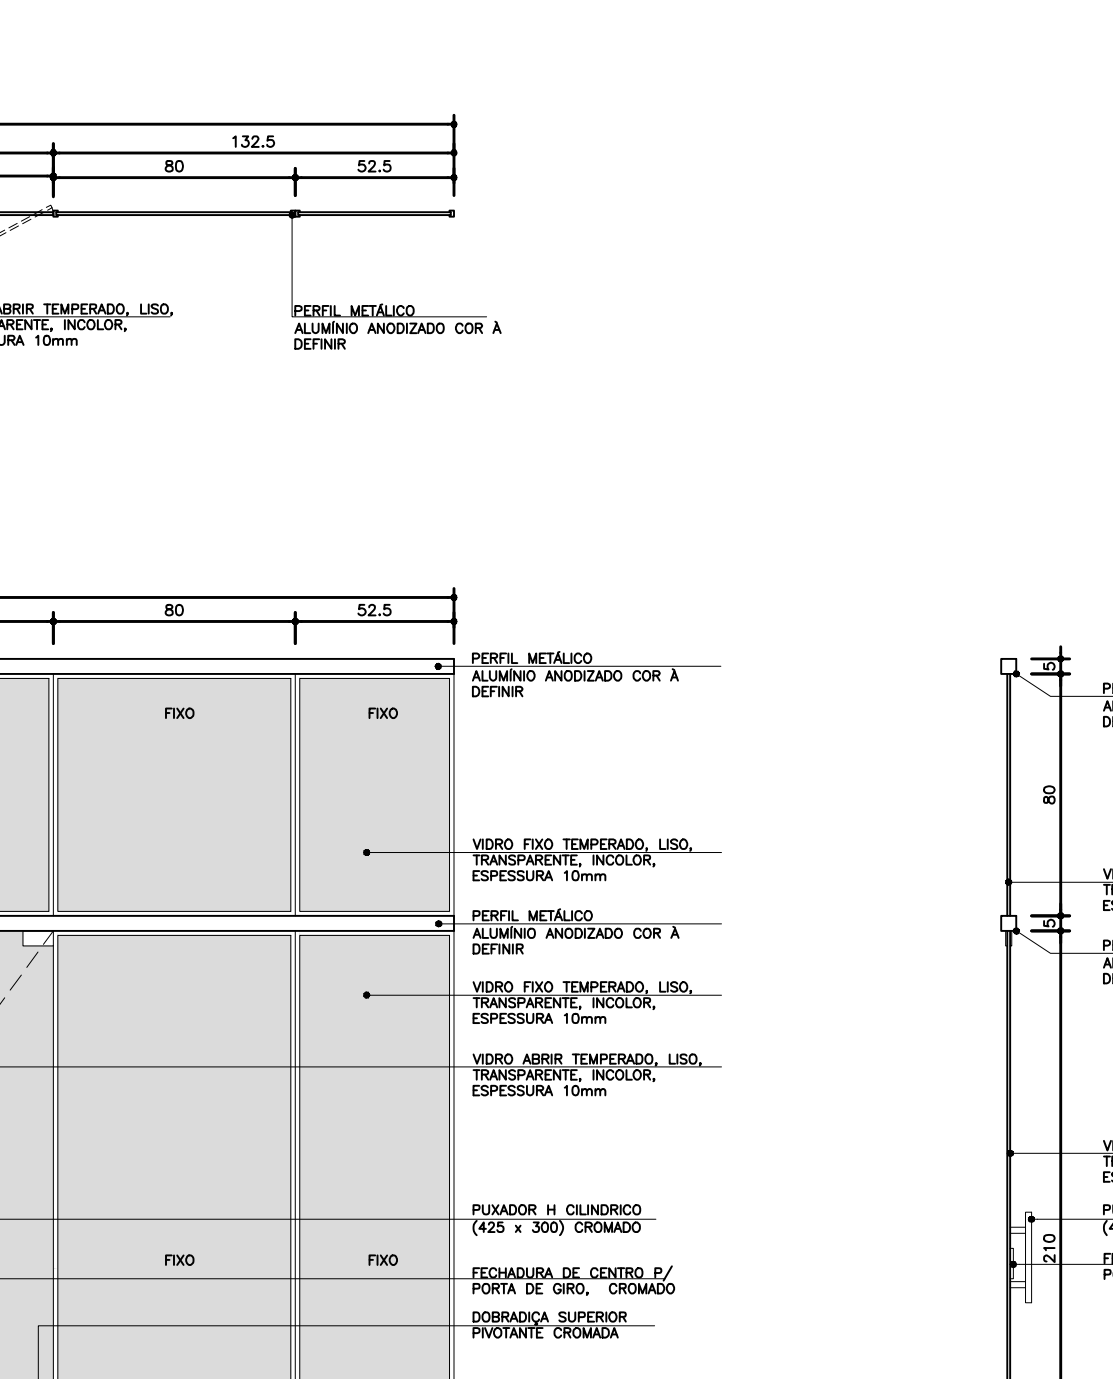 132.5
80
52.5
ABRIR TEMPERADO, LISO,
ARENTE, INCOLOR,
URA 10mm
PERFIL METÁLICO
ALUMÍNIO ANODIZADO COR À
DEFINIR
80
52.5
PERFIL METÁLICO
ALUMÍNIO ANODIZADO COR À
DEFINIR
FIXO
FIXO
VIDRO FIXO TEMPERADO, LISO,
TRANSPARENTE, INCOLOR,
ESPESSURA 10mm
PERFIL METÁLICO
ALUMÍNIO ANODIZADO COR À
DEFINIR
VIDRO FIXO TEMPERADO, LISO,
TRANSPARENTE, INCOLOR,
ESPESSURA 10mm
VIDRO ABRIR TEMPERADO, LISO,
TRANSPARENTE, INCOLOR,
ESPESSURA 10mm
PUXADOR H CILINDRICO
(425 x 300) CROMADO
FIXO
FIXO
FECHADURA DE CENTRO P/
PORTA DE GIRO, CROMADO
DOBRADIÇA SUPERIOR
PIVOTANTE CROMADA
5
80
5
210